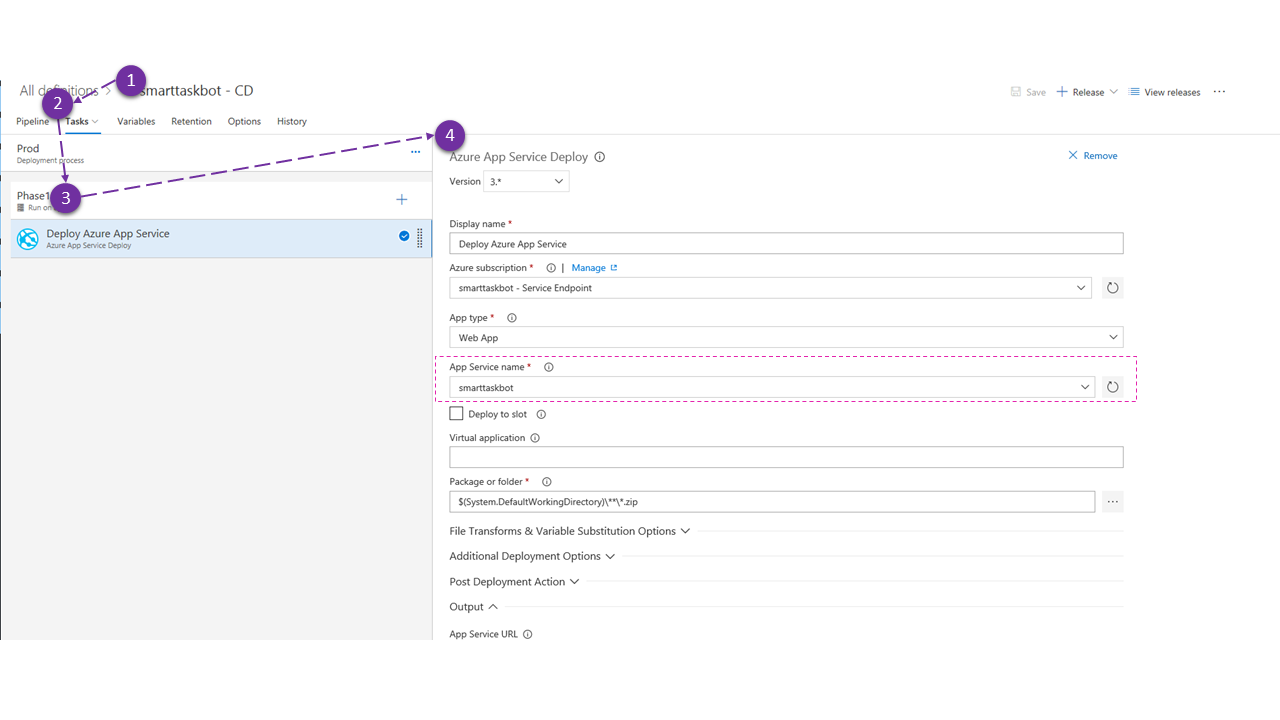 1
All definitions > smarttaskbot - CD
Save
Release
View releases
...
2
Pipeline
Tasks
Variables
Retention
Options
History
Prod
Deployment process
...
Phase1
Run on
3
+
Deploy Azure App Service
Azure App Service Deploy
4
Azure App Service Deploy
Remove
Version 3.*
Display name *
Deploy Azure App Service
Azure subscription * | Manage
smarttaskbot - Service Endpoint
App type *
Web App
App Service name *
smarttaskbot
Deploy to slot
Virtual application
Package or folder *
$(System.DefaultWorkingDirectory)\**\*.zip
...
File Transforms & Variable Substitution Options
Additional Deployment Options
Post Deployment Action
Output
App Service URL